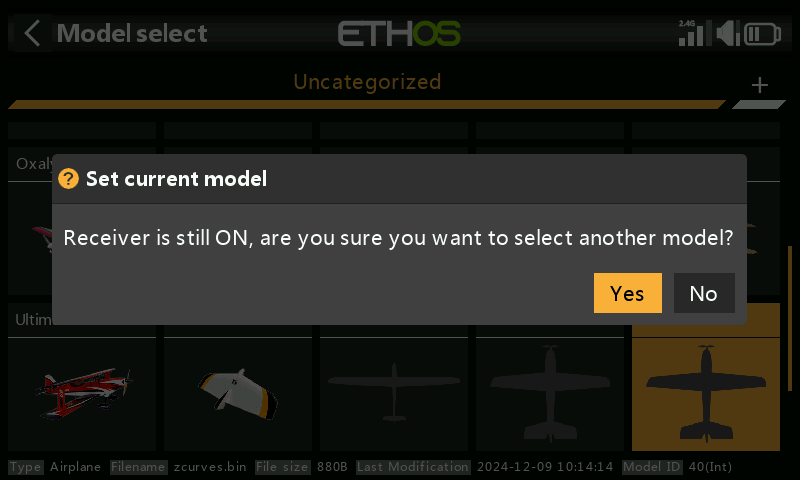 Model select
ETHOS
2.4G
Uncategorized
+
Oxaly
? Set current model
Receiver is still ON, are you sure you want to select another model?
Yes
No
Ultim
Type Airplane Filename zcurves.bin File size 880B Last Modification 2024-12-09 10:14:14 Model ID 40(Int)